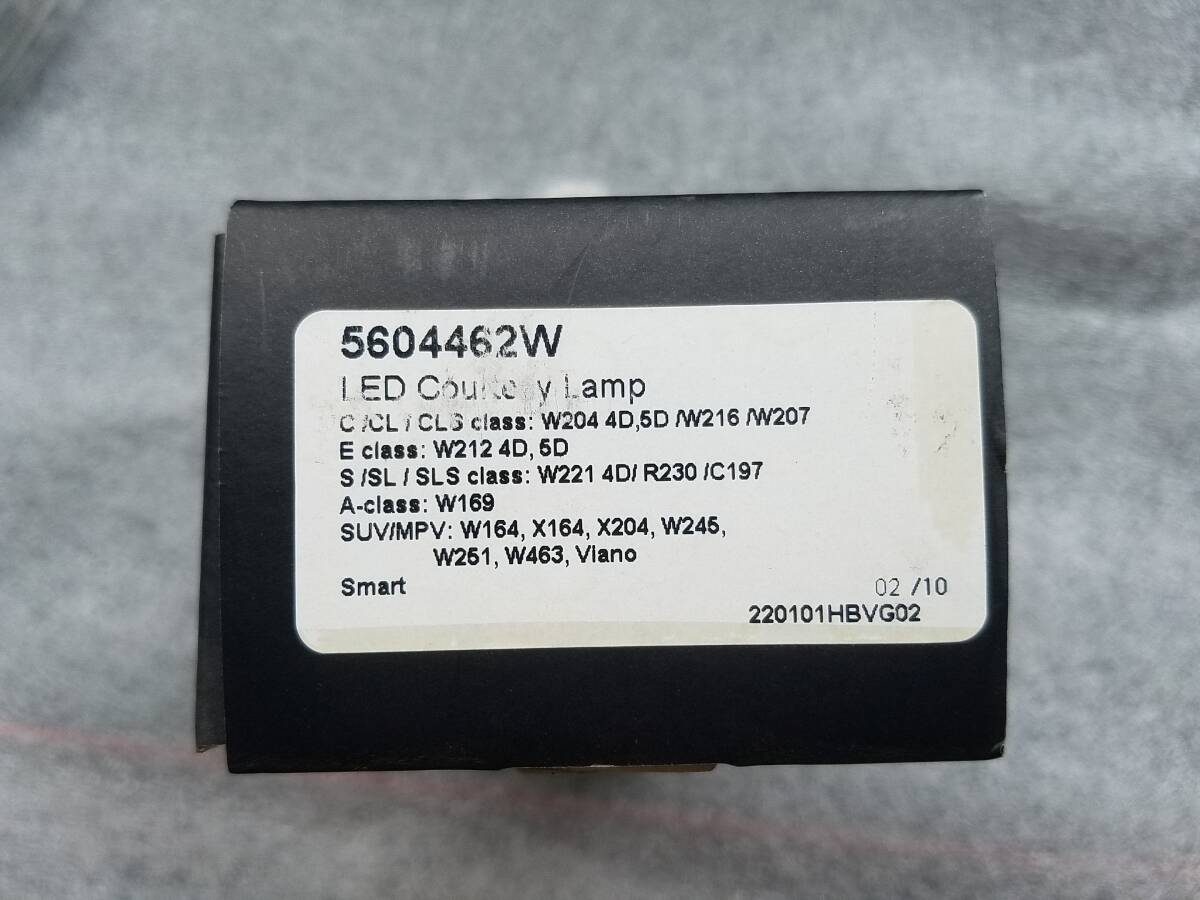 5604462W
LED Courtesy Lamp
C /CL / CLS class: W204 4D,5D /W216 /W207
E class: W212 4D, 5D
S /SL / SLS class: W221 4D/ R230 /C197
A-class: W169
SUV/MPV: W164, X164, X204, W245,
W251, W463, Viano
Smart
02 /10
220101HBVG02